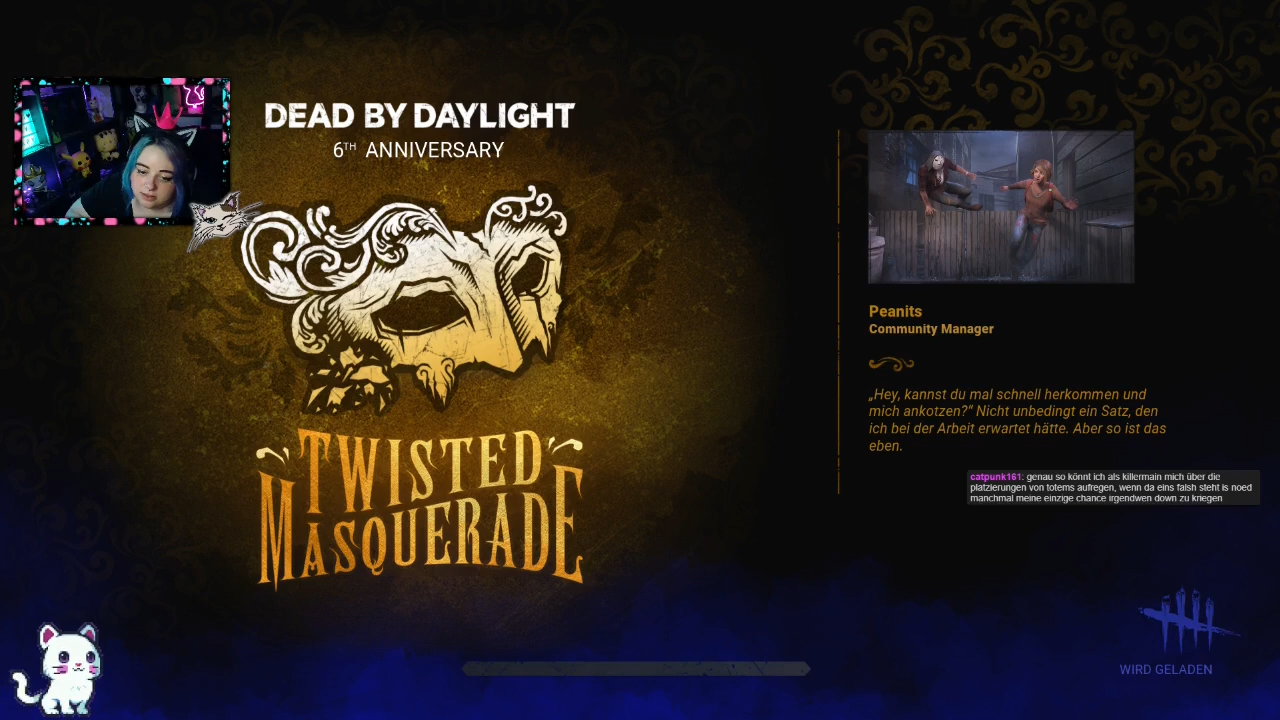 DEAD BY DAYLIGHT
6TH ANNIVERSARY
TWISTED
MASQUERADE
Peanits
Community Manager
„Hey, kannst du mal schnell herkommen und
mich ankotzen?“ Nicht unbedingt ein Satz, den
ich bei der Arbeit erwartet hätte. Aber so ist das
eben.
catpunk161: genau so könnt ich als killermain mich über die
platzierungen von totems aufregen, wenn da eins falsh steht is noed
manchmal meine einzige chance irgendwen down zu kriegen
WIRD GELADEN